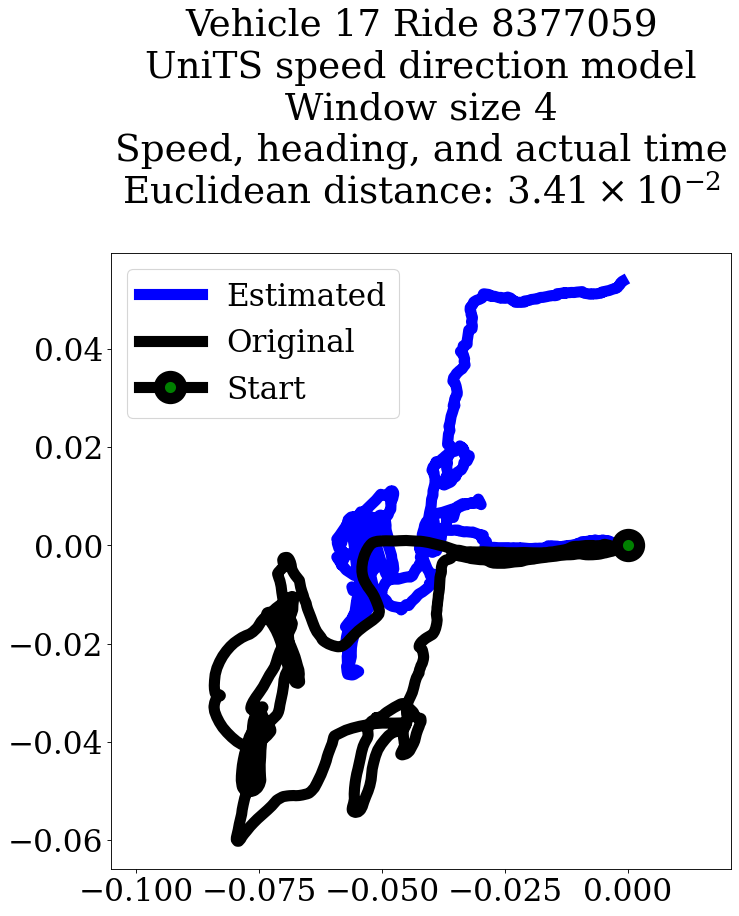 Vehicle 17 Ride 8377059
UniTS speed direction model
Window size 4
Speed, heading, and actual time
Euclidean distance: 3.41 × 10⁻²
Estimated
Original
Start
0.04
0.02
0.00
−0.02
−0.04
−0.06
−0.100 −0.075 −0.050 −0.025 0.000